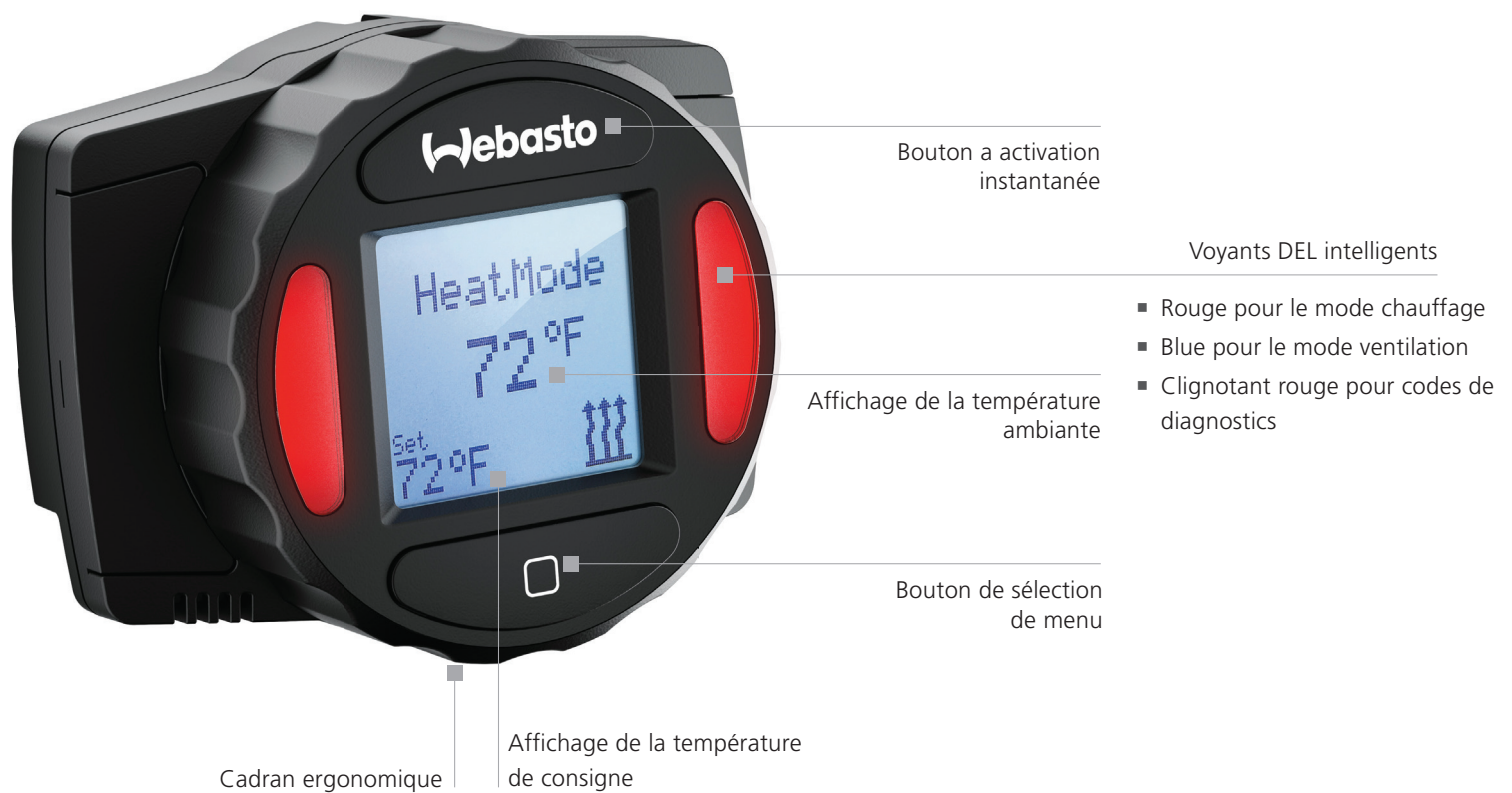 Webasto
HeatMode
72°F
Set
72°F
Bouton a activation
instantanée
Voyants DEL intelligents
▪ Rouge pour le mode chauffage
▪ Blue pour le mode ventilation
▪ Clignotant rouge pour codes de
diagnostics
Affichage de la température
ambiante
Bouton de sélection
de menu
Affichage de la température
de consigne
Cadran ergonomique